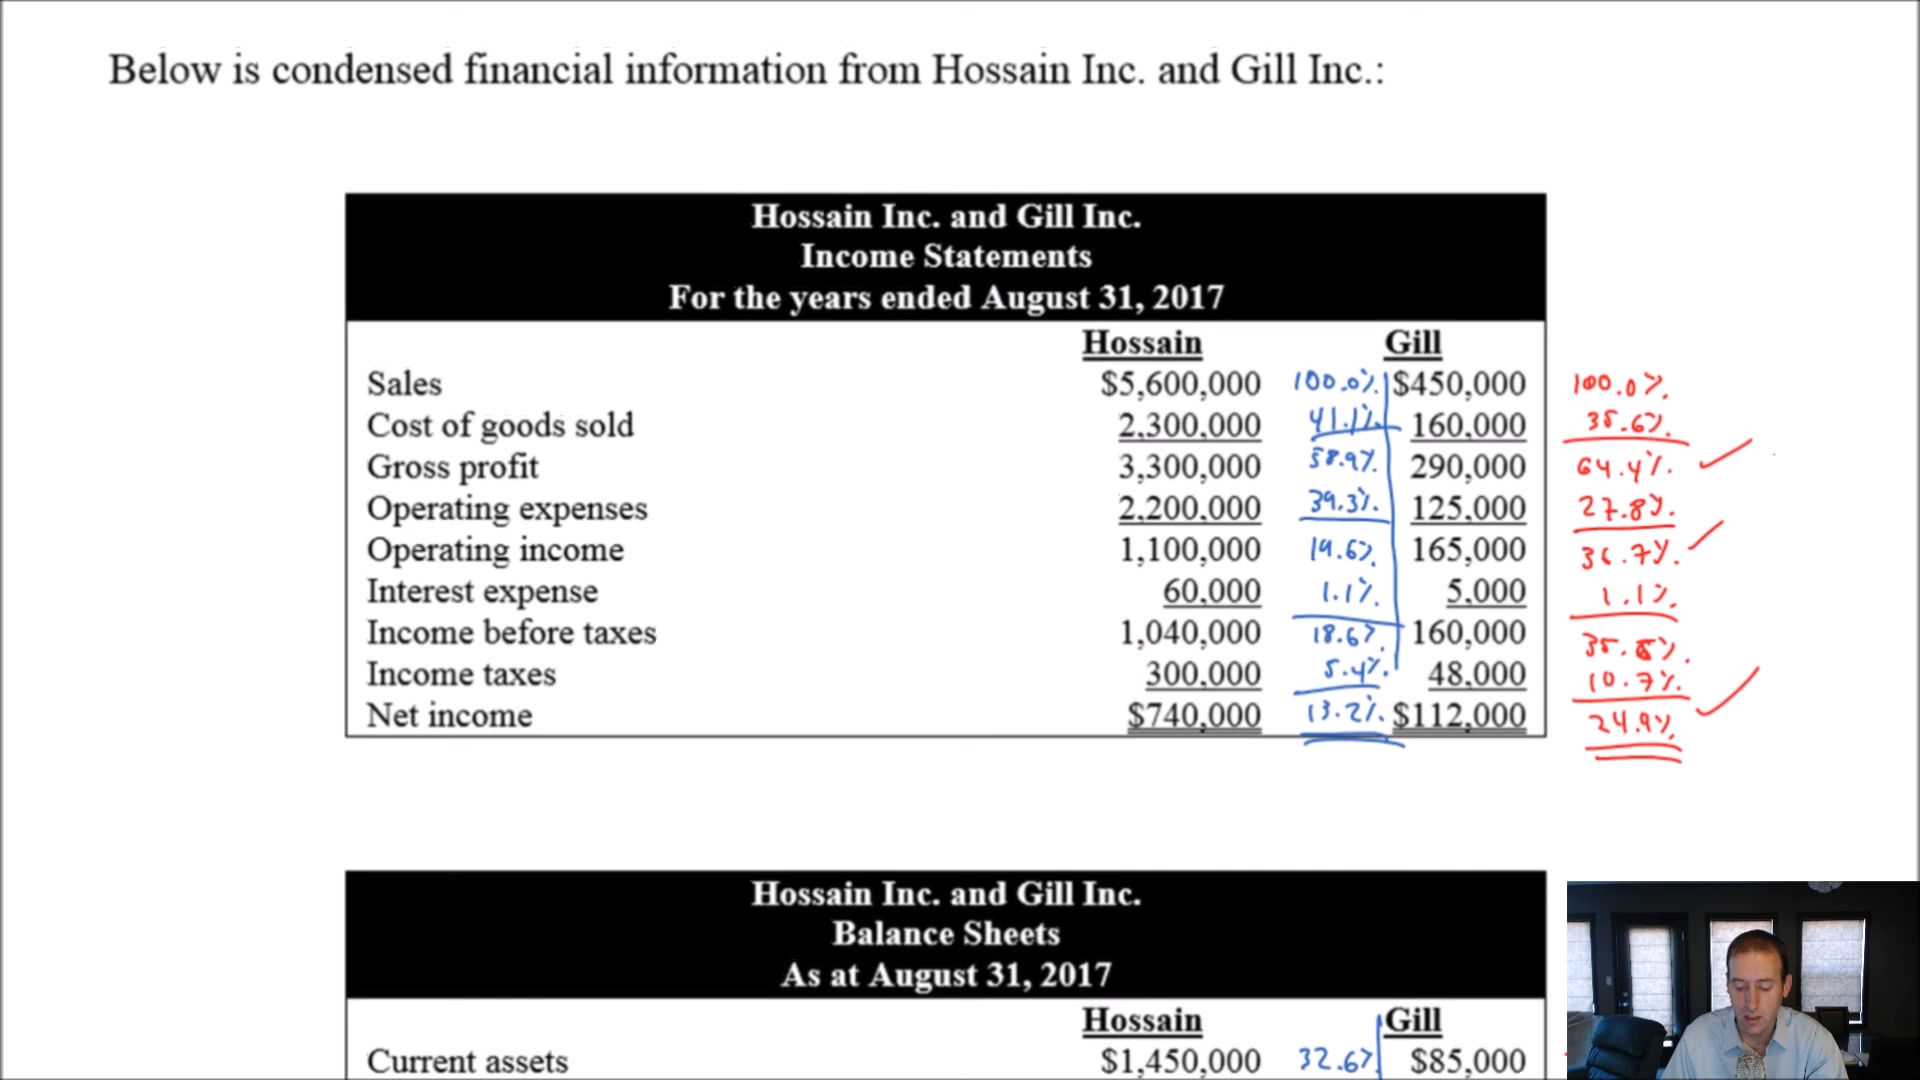 Below is condensed financial information from Hossain Inc. and Gill Inc.:
Hossain Inc. and Gill Inc.
Income Statements
For the years ended August 31, 2017
Hossain Gill
Sales $5,600,000 100.0% $450,000 100.0%
Cost of goods sold 2,300,000 41.1% 160,000 35.6%
Gross profit 3,300,000 58.9% 290,000 64.4%
Operating expenses 2,200,000 39.3% 125,000 27.8%
Operating income 1,100,000 19.6% 165,000 36.7%
Interest expense 60,000 1.1% 5,000 1.1%
Income before taxes 1,040,000 18.6% 160,000
Income taxes 300,000 5.4% 48,000 10.7%
Net income $740,000 13.2% $112,000 24.9%
Hossain Inc. and Gill Inc.
Balance Sheets
As at August 31, 2017
Hossain Gill
Current assets $1,450,000 32.6% $85,000